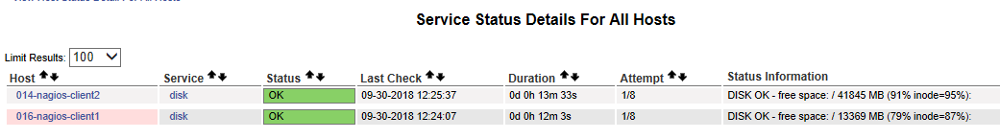 Service Status Details For All Hosts
Limit Results: 100
Host Service Status Last Check Duration Attempt Status Information
014-nagios-client2 disk OK 09-30-2018 12:25:37 0d 0h 13m 33s 1/8 DISK OK - free space: / 41845 MB (91% inode=95%):
016-nagios-client1 disk OK 09-30-2018 12:24:07 0d 0h 12m 3s 1/8 DISK OK - free space: / 13369 MB (79% inode=87%):